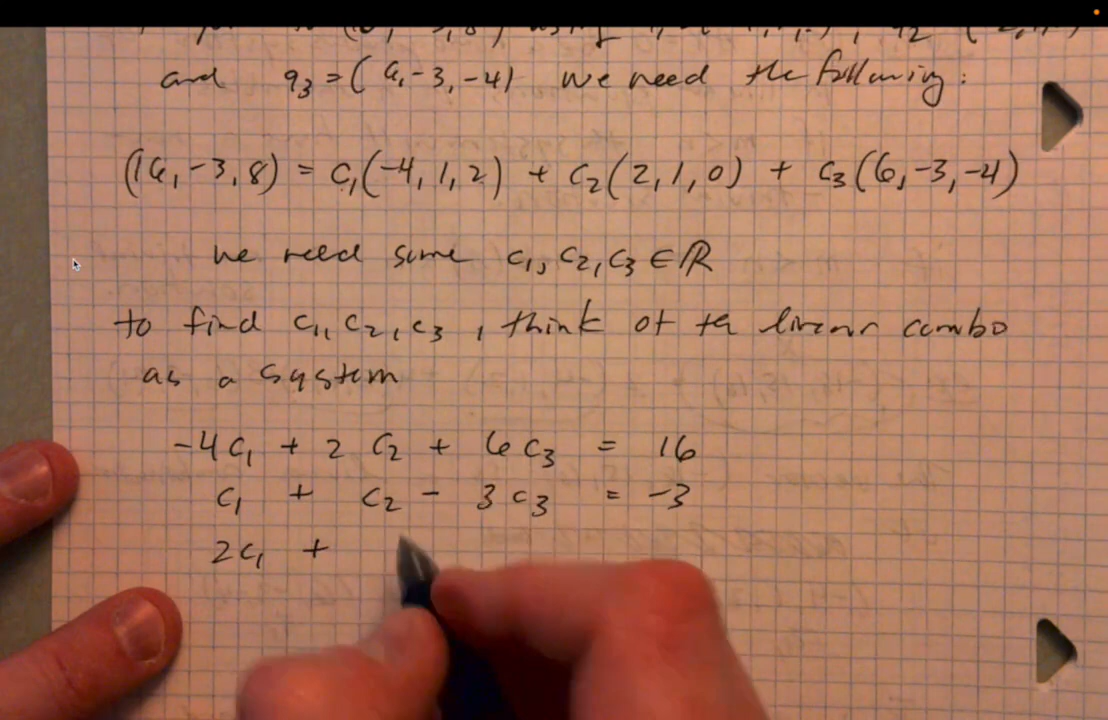 and q₃ = (6, -3, -4) we need the following:
(16, -3, 8) = c₁(-4, 1, 2) + c₂(2, 1, 0) + c₃(6, -3, -4)
we need some c₁, c₂, c₃ ∈ ℝ
to find c₁, c₂, c₃, think of the linear combo
as a system
-4c₁ + 2c₂ + 6c₃ = 16
c₁ + c₂ - 3c₃ = -3
2c₁ +